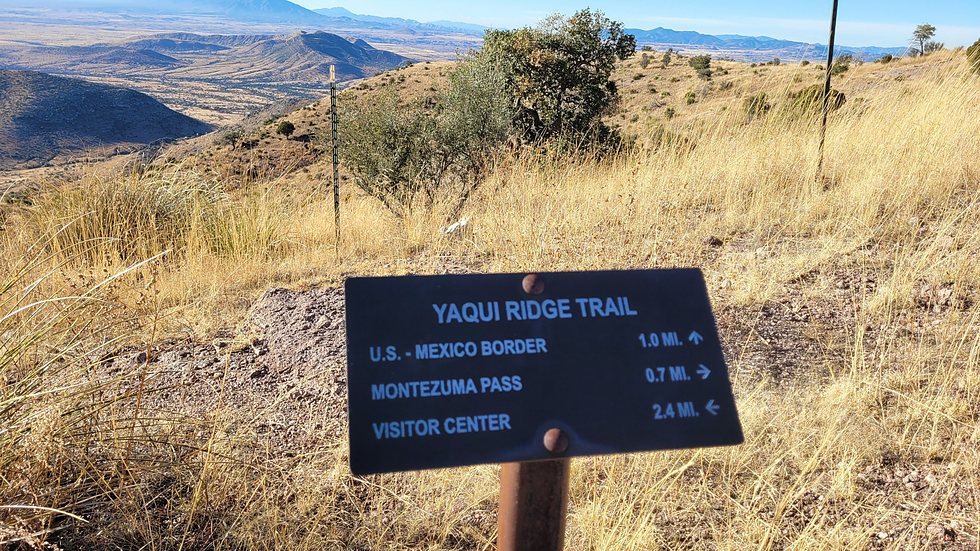 YAQUI RIDGE TRAIL
U.S. - MEXICO BORDER 1.0 MI. ↑
MONTEZUMA PASS 0.7 MI. →
VISITOR CENTER 2.4 MI. ←